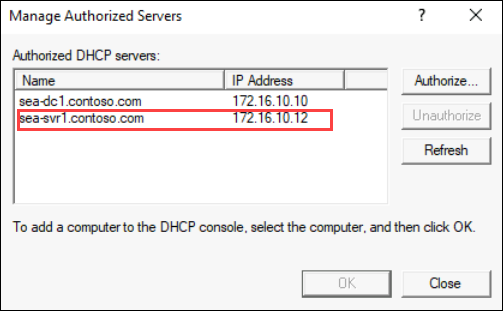 Manage Authorized Servers
Authorized DHCP servers:
Name IP Address
sea-dc1.contoso.com 172.16.10.10
sea-svr1.contoso.com 172.16.10.12
Authorize...
Unauthorize
Refresh
To add a computer to the DHCP console, select the computer, and then click OK.
OK Close